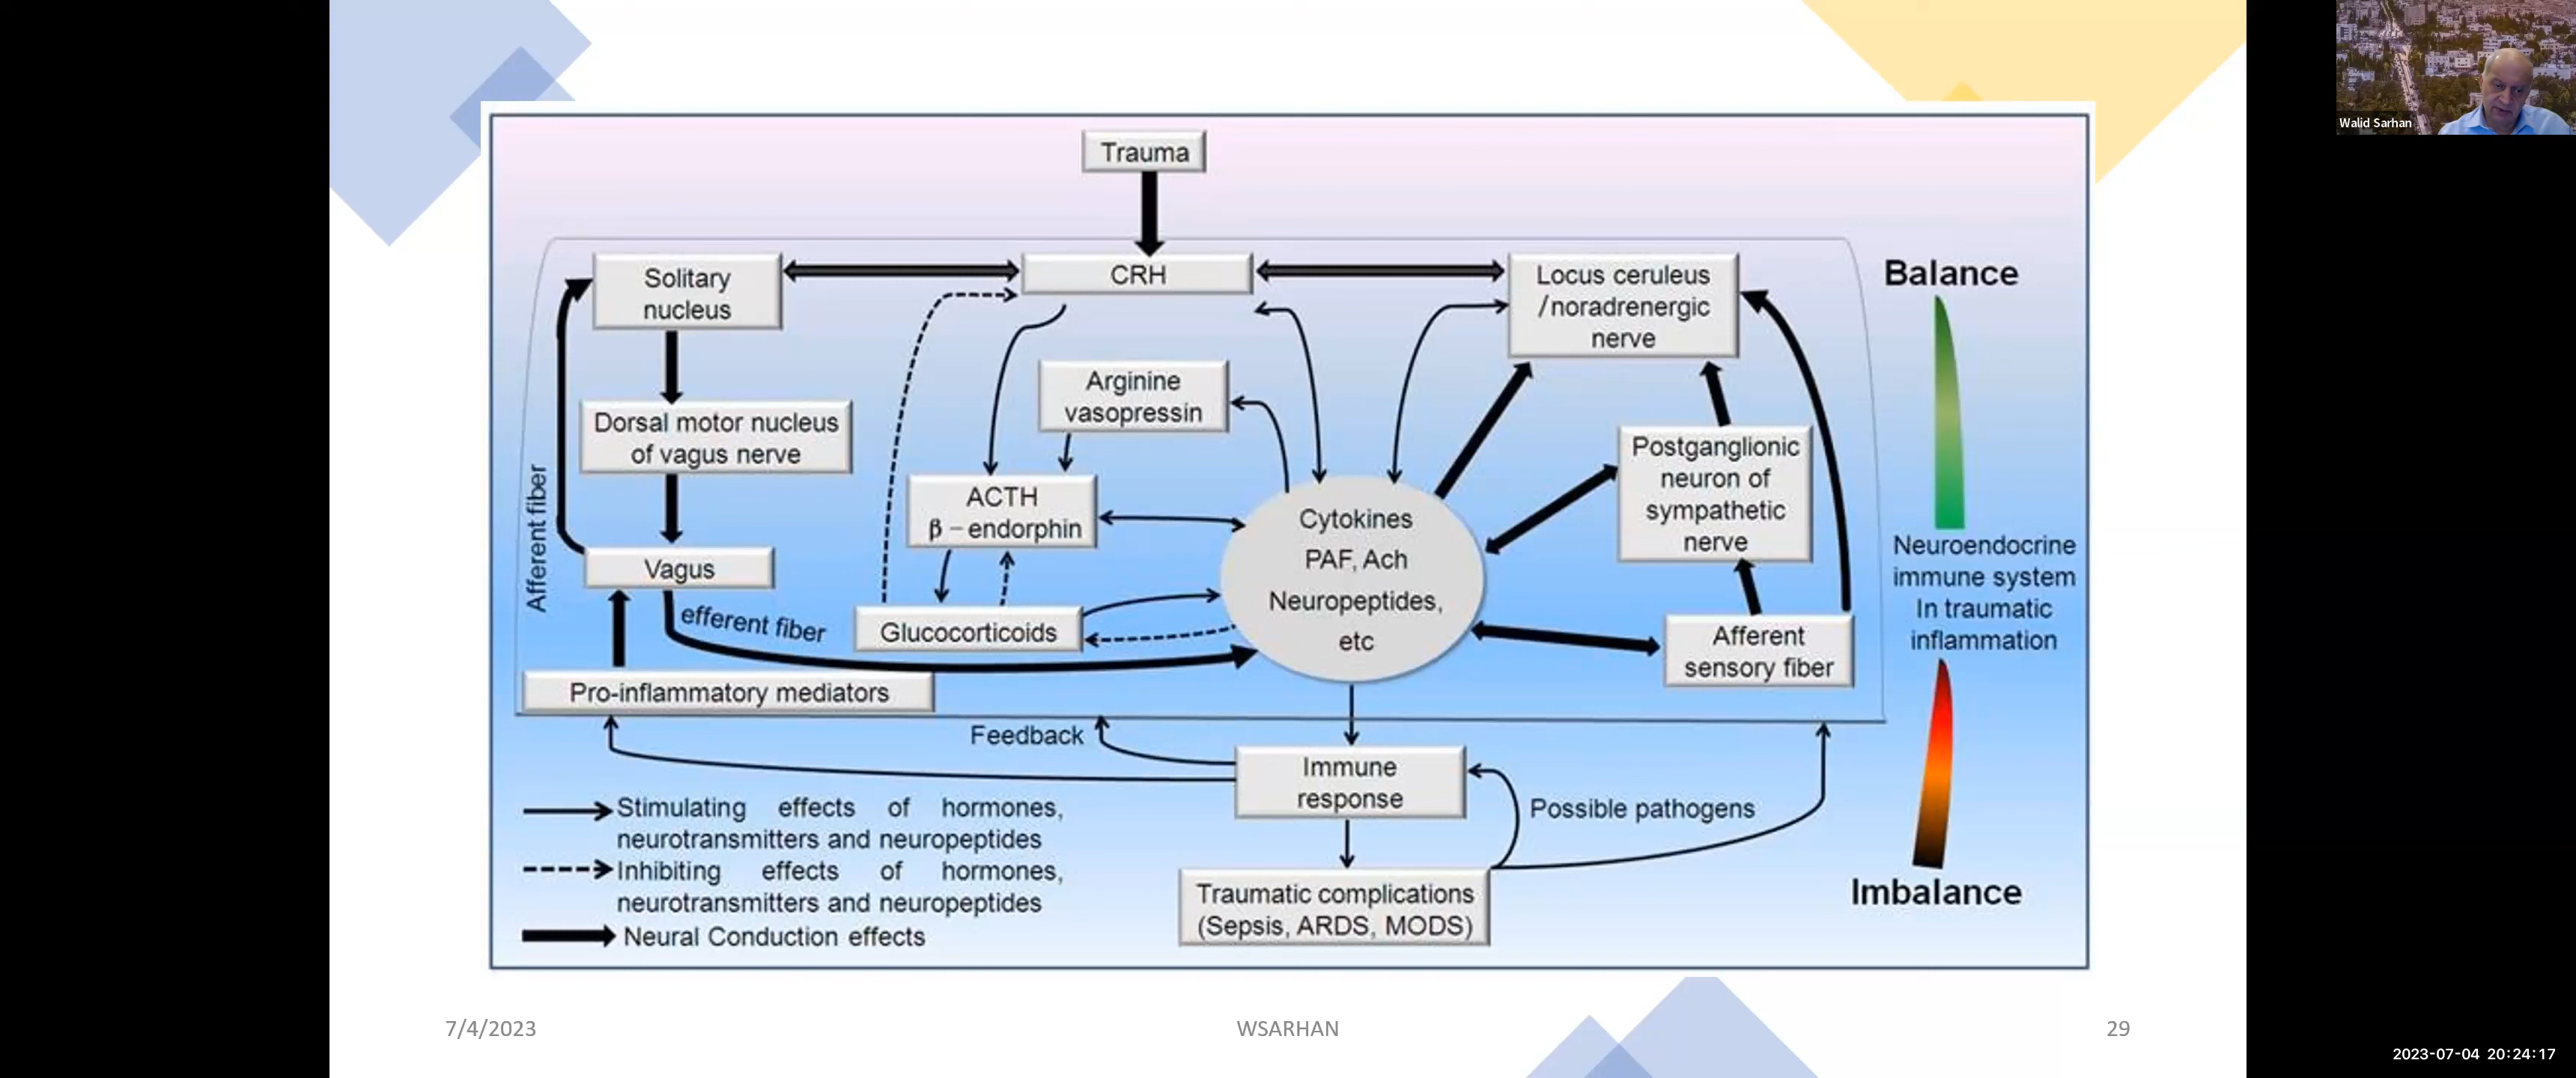 Walid Sarhan
Trauma
Solitary
nucleus
CRH
Locus ceruleus
/noradrenergic
nerve
Balance
Arginine
vasopressin
Dorsal motor nucleus
of vagus nerve
Postganglionic
neuron of
sympathetic
nerve
Afferent fiber
ACTH
β – endorphin
Cytokines
PAF, Ach
Neuropeptides,
etc
Neuroendocrine
immune system
In traumatic
inflammation
Vagus
efferent fiber
Glucocorticoids
Afferent
sensory fiber
Pro-inflammatory mediators
Feedback
Immune
response
Possible pathogens
Stimulating effects of hormones,
neurotransmitters and neuropeptides
Inhibiting effects of hormones,
neurotransmitters and neuropeptides
Neural Conduction effects
Traumatic complications
(Sepsis, ARDS, MODS)
Imbalance
7/4/2023
WSARHAN
29
2023-07-04 20:24:17